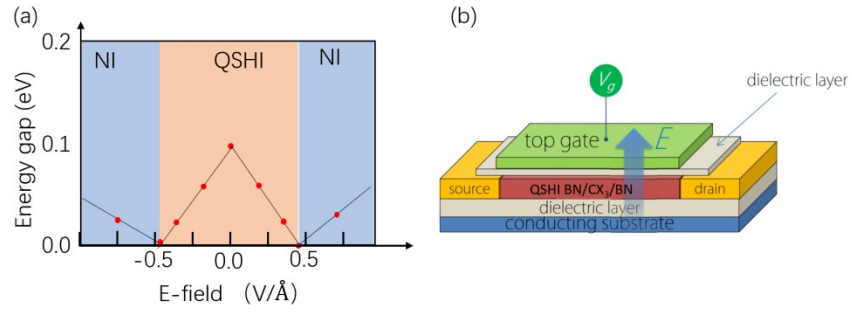 (a)
0.2
NI
QSHI
NI
Energy gap (eV)
0.1
0.0
-0.5
0.0
0.5
E-field (V/Å)
(b)
Vg
dielectric layer
top gate
E
source
QSHI BN/CX₃/BN
drain
dielectric layer
conducting substrate